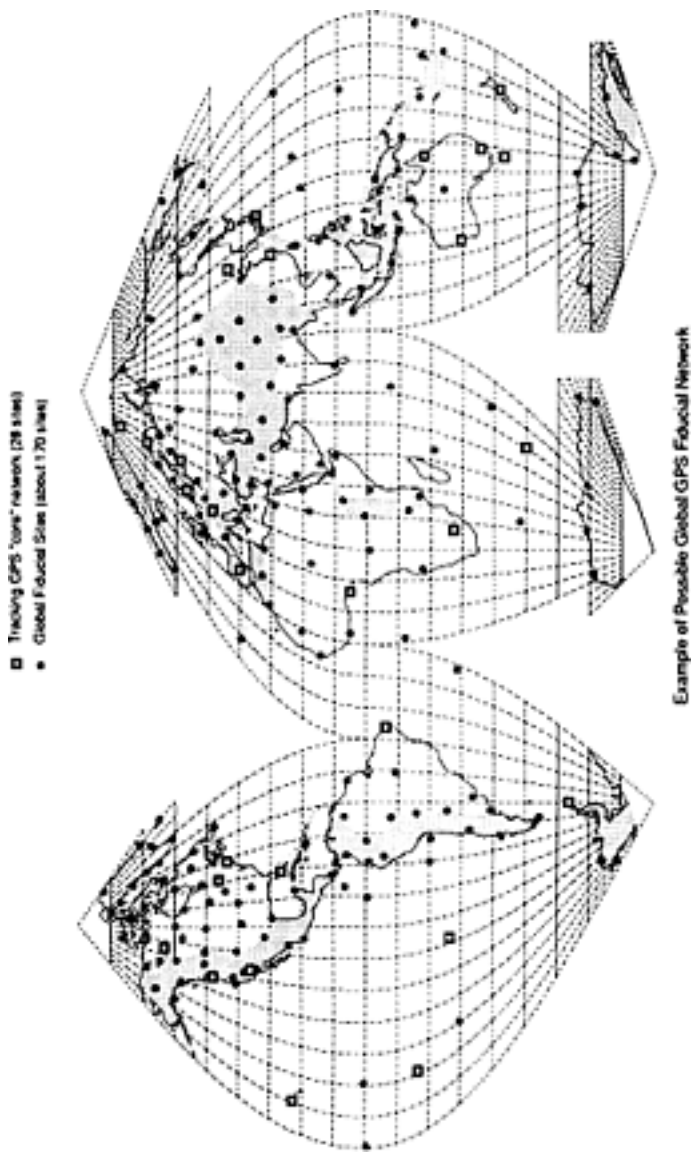 Tracking GPS "core" network (28 sites)
Global Fiducial Sites (about 170 sites)
Example of Possible Global GPS Fiducial Network